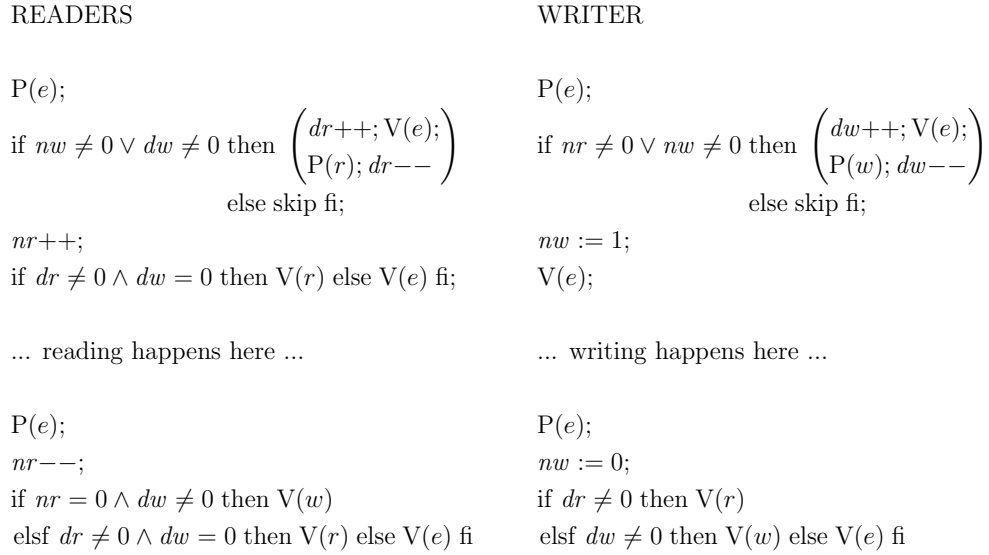 READERS
P(e);
if nw ≠ 0 ∨ dw ≠ 0 then (dr++; V(e);
P(r); dr−−)
else skip fi;
nr++;
if dr ≠ 0 ∧ dw = 0 then V(r) else V(e) fi;
... reading happens here ...
P(e);
nr−−;
if nr = 0 ∧ dw ≠ 0 then V(w)
elsf dr ≠ 0 ∧ dw = 0 then V(r) else V(e) fi
WRITER
P(e);
if nr ≠ 0 ∨ nw ≠ 0 then (dw++; V(e);
P(w); dw−−)
else skip fi;
nw := 1;
V(e);
... writing happens here ...
P(e);
nw := 0;
if dr ≠ 0 then V(r)
elsf dw ≠ 0 then V(w) else V(e) fi